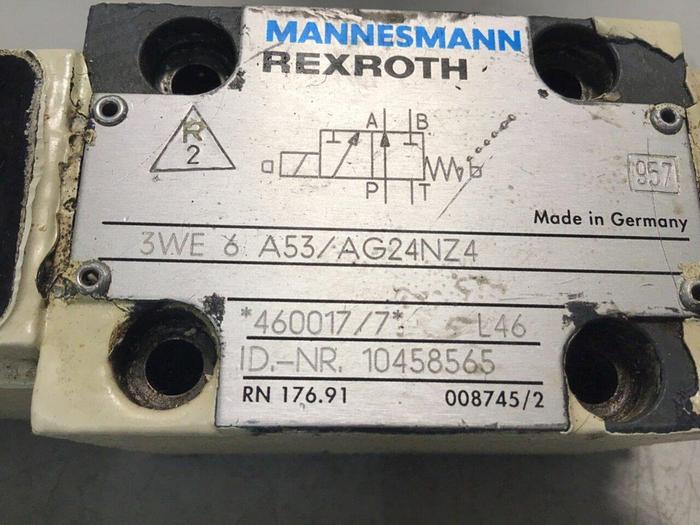 MANNESMANN
REXROTH
R
2
A B
a
b
P T
957
Made in Germany
3WE 6 A53/AG24NZ4
*460017/7* L46
ID.-NR. 10458565
RN 176.91 008745/2